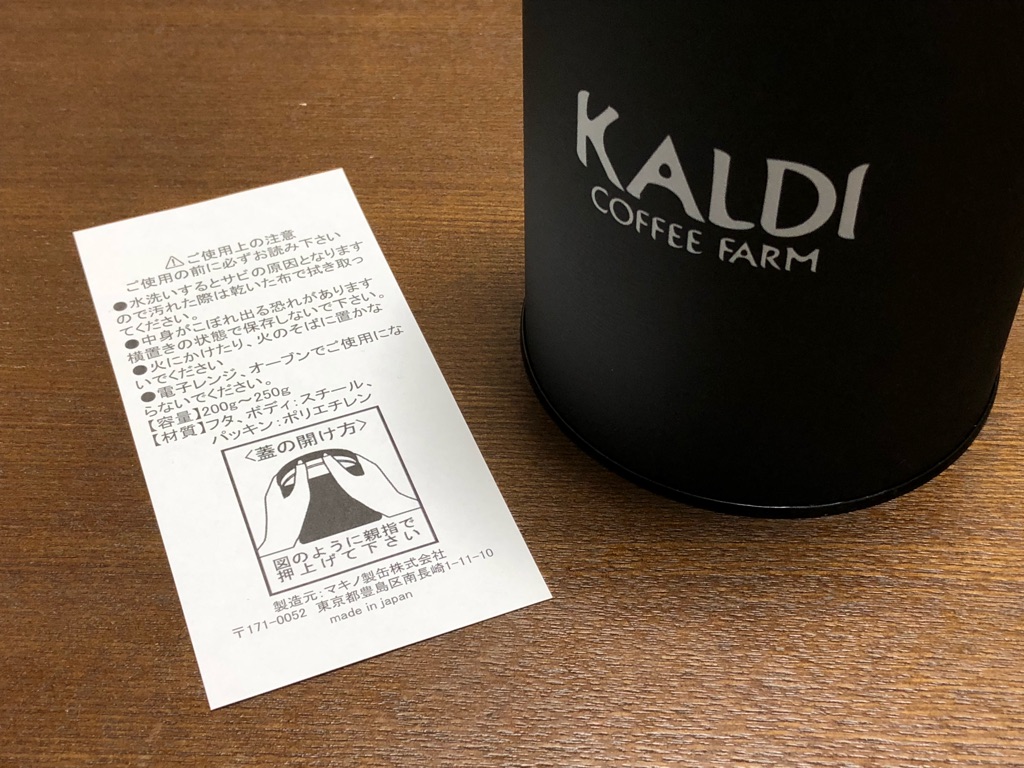 ⚠ご使用上の注意
ご使用の前に必ずお読み下さい
●水洗いするとサビの原因となります
ので汚れた際は乾いた布で拭き取っ
てください。
●中身がこぼれ出る恐れがあります
横置きの状態で保存しないで下さい。
●火にかけたり、火のそばに置かな
いでください
●電子レンジ、オーブンでご使用にな
らないでください。
【容量】200g～250g
【材質】フタ、ボディ：スチール、
パッキン：ポリエチレン
〈蓋の開け方〉
図のように親指で
押上げて下さい
製造元：マキノ製缶株式会社
〒171-0052 東京都豊島区南長崎1-11-10
made in japan
KALDI
COFFEE FARM